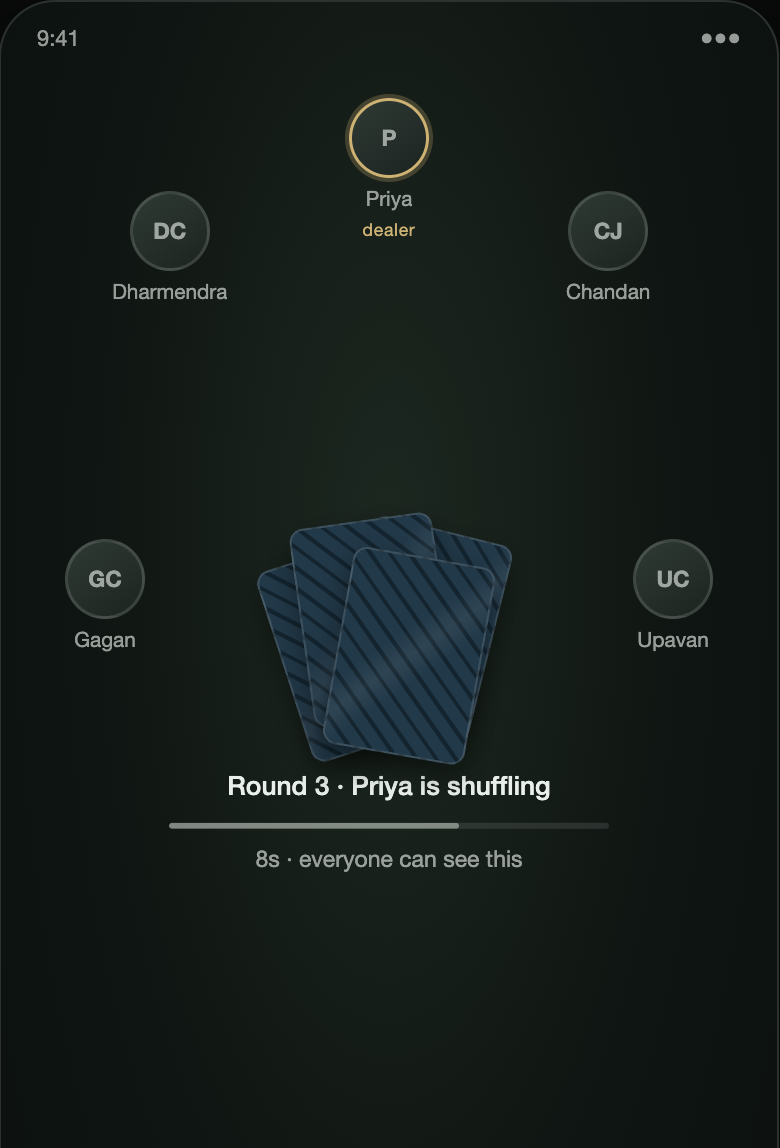 9:41
P
Priya
dealer
DC
Dharmendra
CJ
Chandan
GC
Gagan
UC
Upavan
Round 3 · Priya is shuffling
8s · everyone can see this